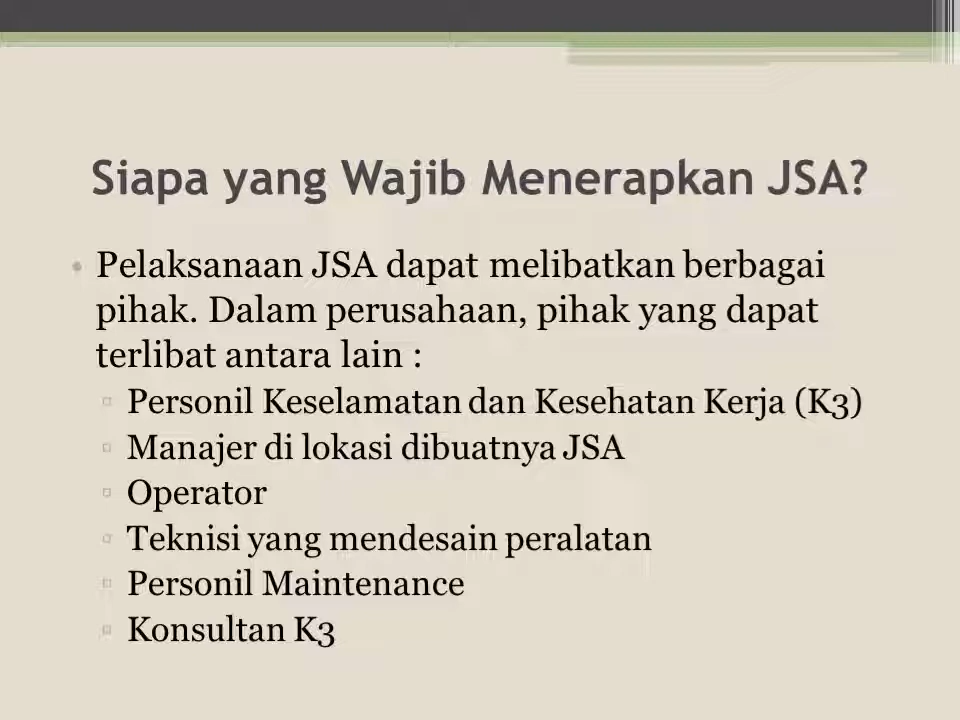 Siapa yang Wajib Menerapkan JSA?
• Pelaksanaan JSA dapat melibatkan berbagai
pihak. Dalam perusahaan, pihak yang dapat
terlibat antara lain :
▫ Personil Keselamatan dan Kesehatan Kerja (K3)
▫ Manajer di lokasi dibuatnya JSA
▫ Operator
▫ Teknisi yang mendesain peralatan
▫ Personil Maintenance
▫ Konsultan K3